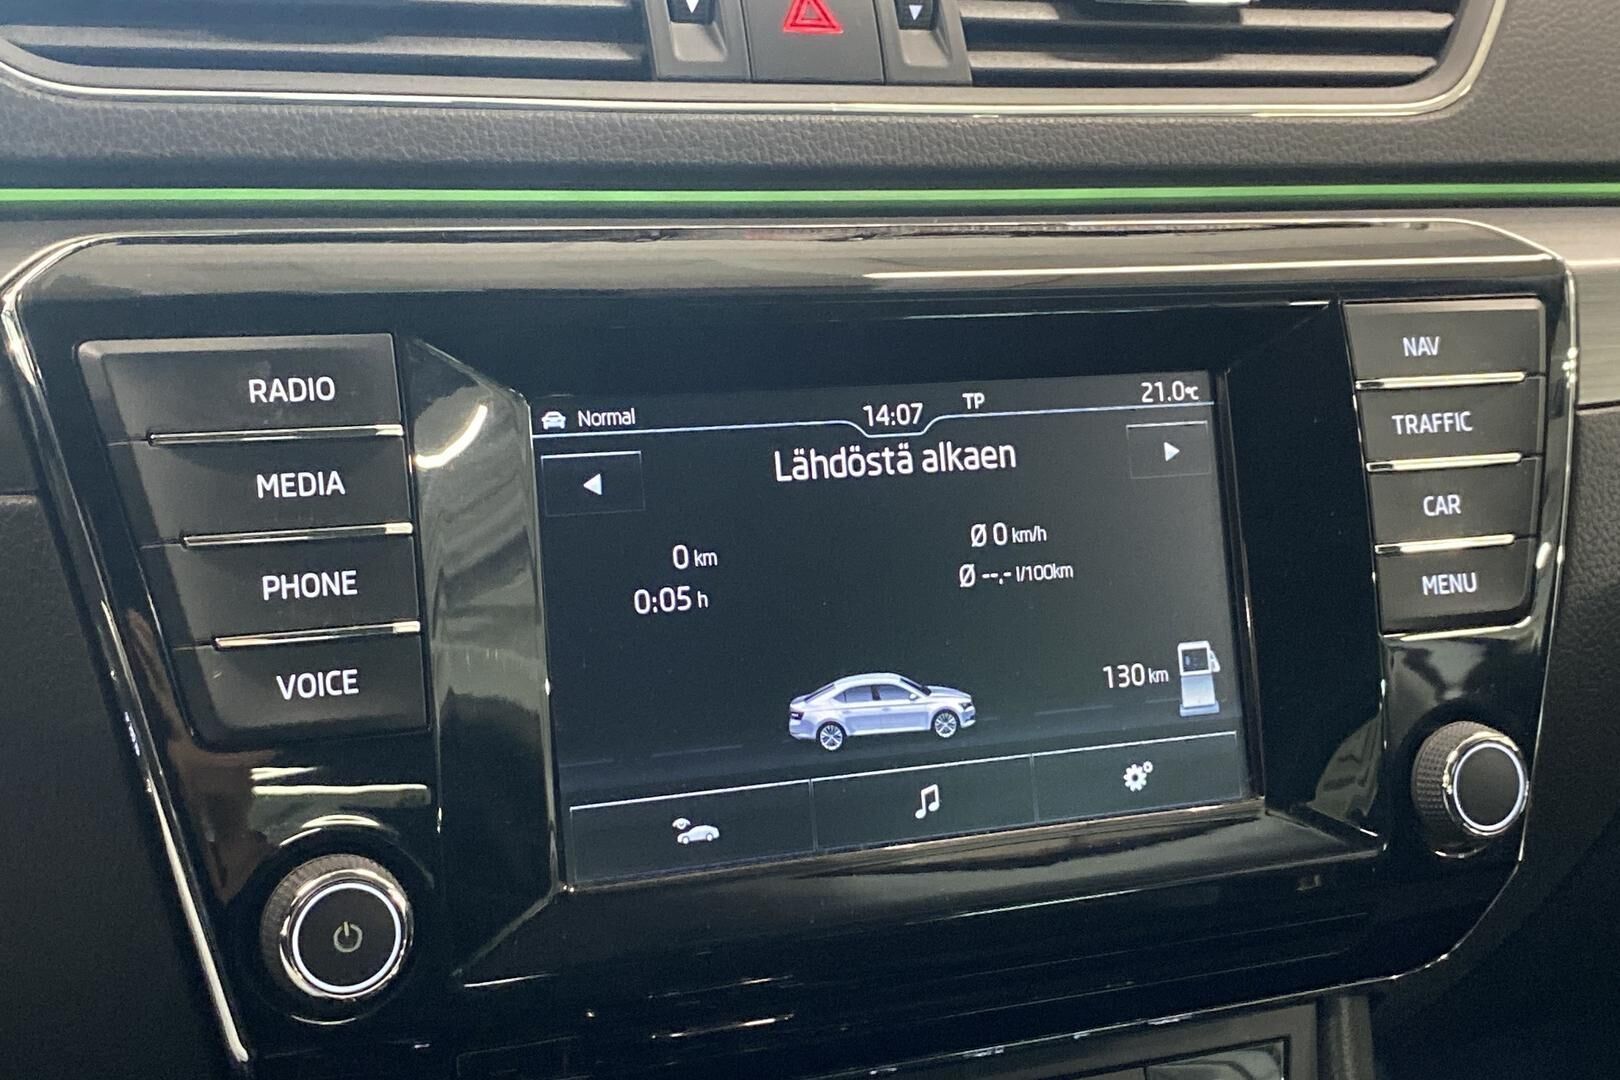 RADIO
MEDIA
PHONE
VOICE
Normal
14:07
TP
21.0°C
Lähdöstä alkaen
0 km
0:05 h
Ø 0 km/h
Ø --.- l/100km
130 km
NAV
TRAFFIC
CAR
MENU